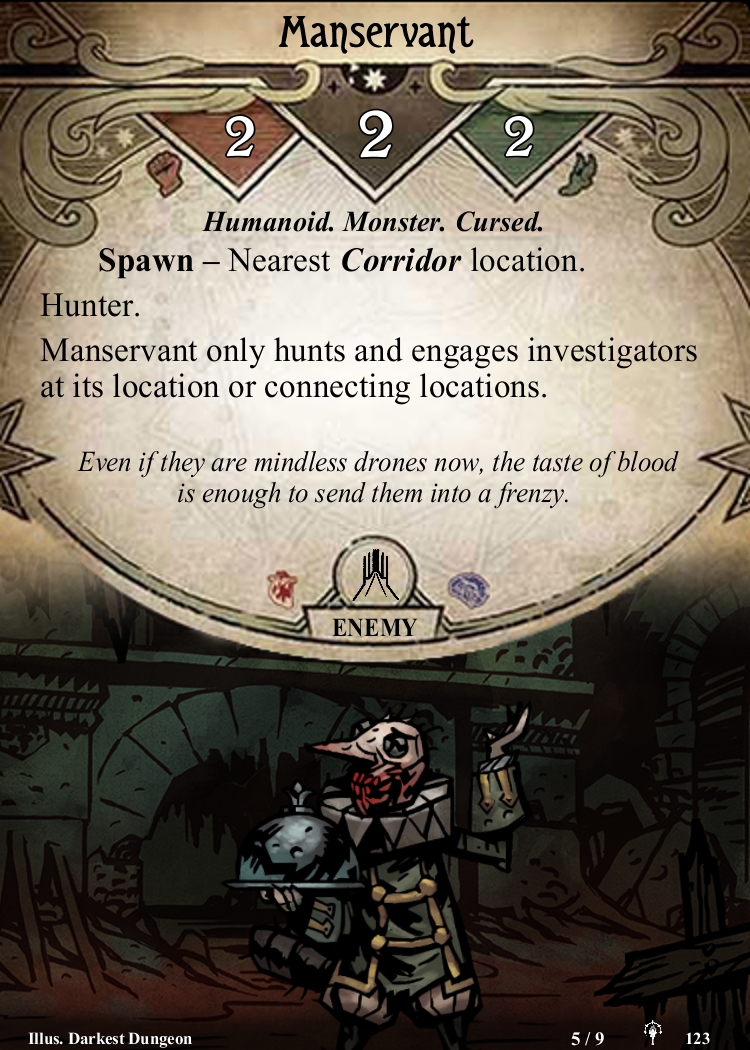 Manservant
2 2 2
Humanoid. Monster. Cursed.
Spawn – Nearest Corridor location.
Hunter.
Manservant only hunts and engages investigators
at its location or connecting locations.
Even if they are mindless drones now, the taste of blood
is enough to send them into a frenzy.
ENEMY
Illus. Darkest Dungeon 5 / 9 123